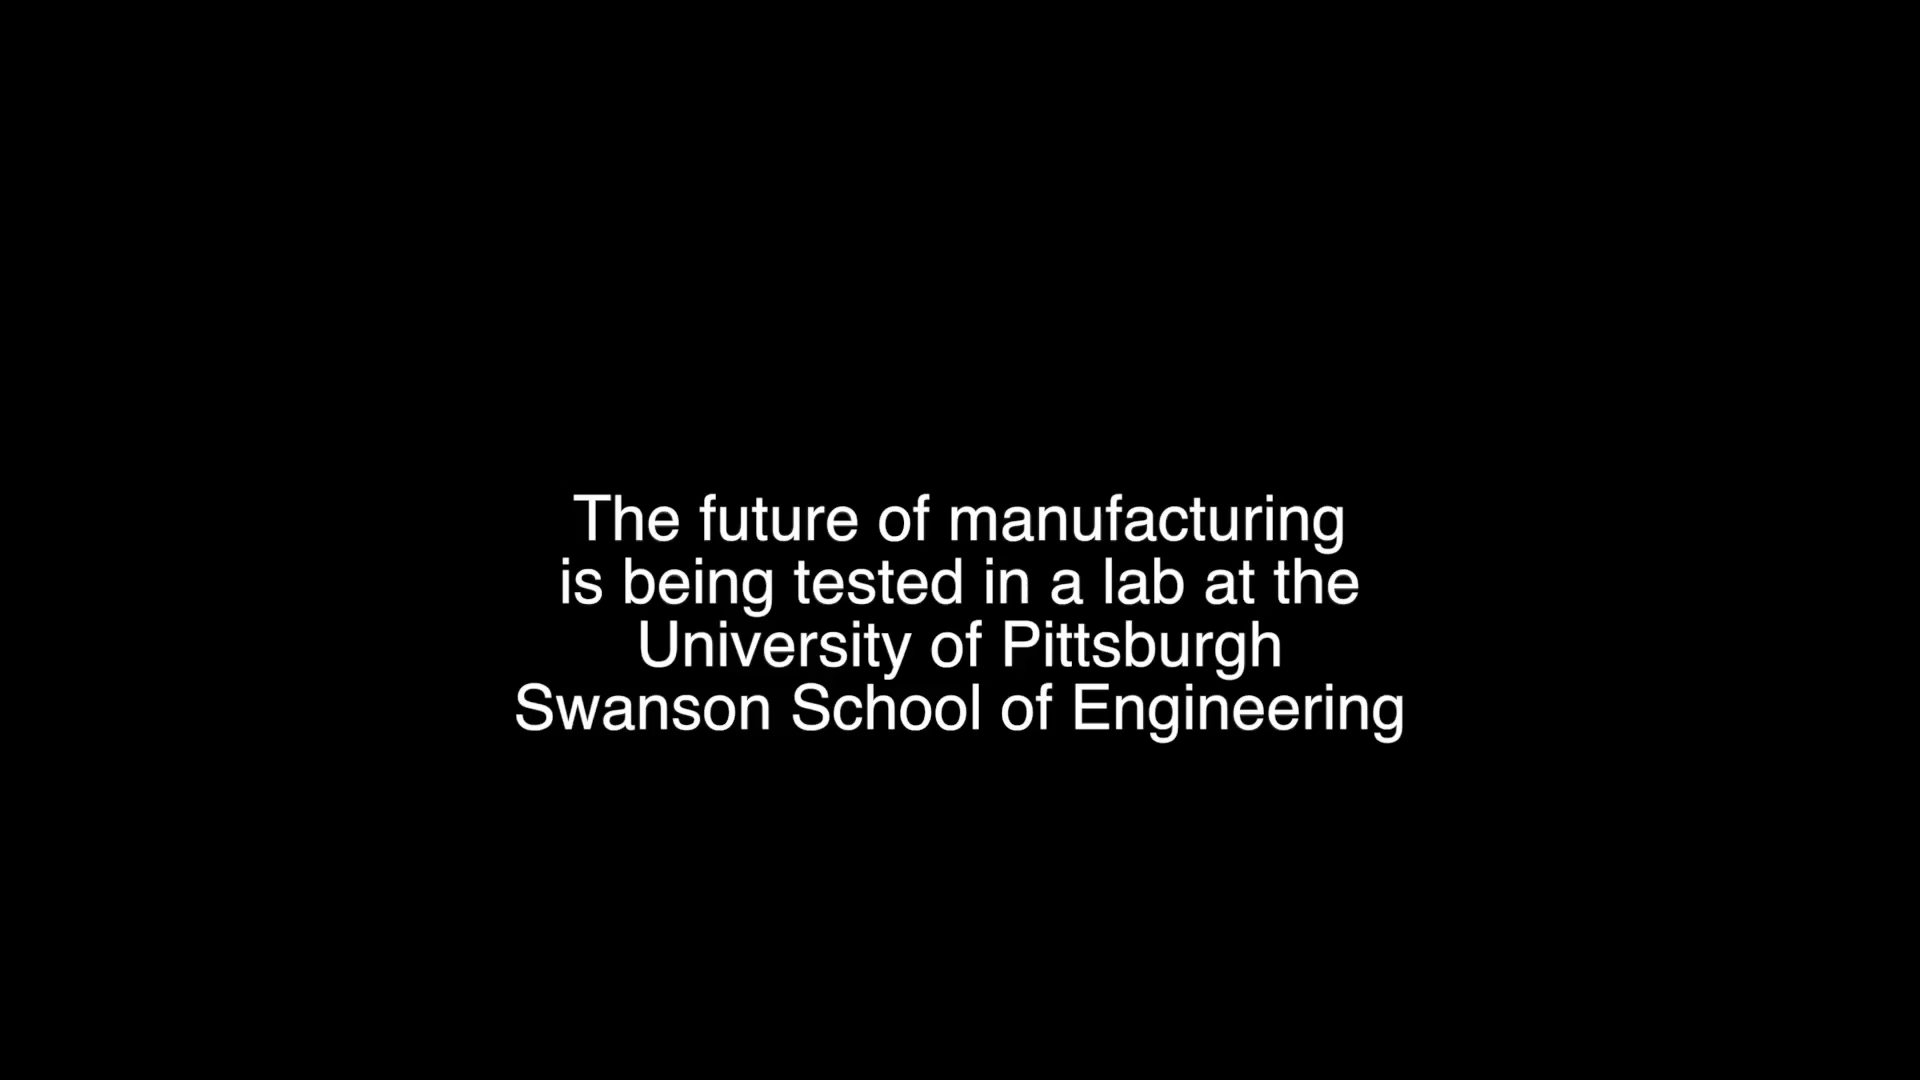 The future of manufacturing
is being tested in a lab at the
University of Pittsburgh
Swanson School of Engineering